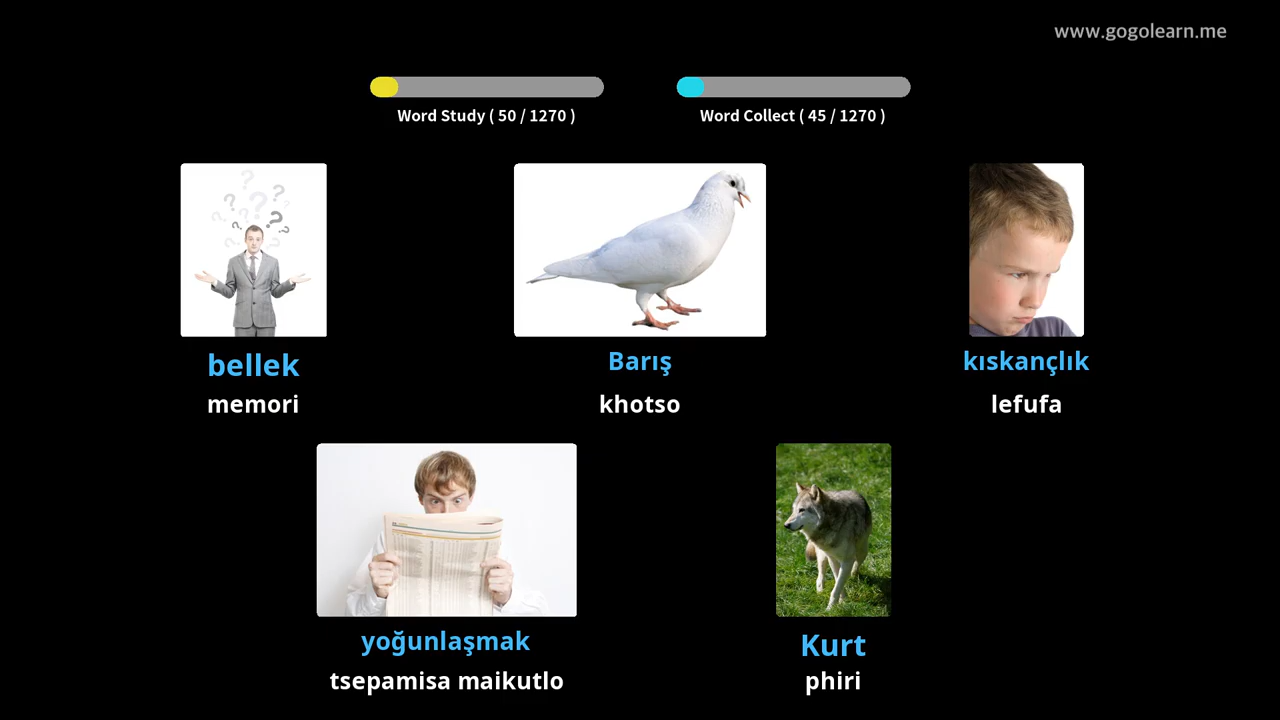 www.gogolearn.me
Word Study ( 50 / 1270 )
Word Collect ( 45 / 1270 )
bellek
memori
Barış
khotso
kıskançlık
lefufa
yoğunlaşmak
tsepamisa maikutlo
Kurt
phiri